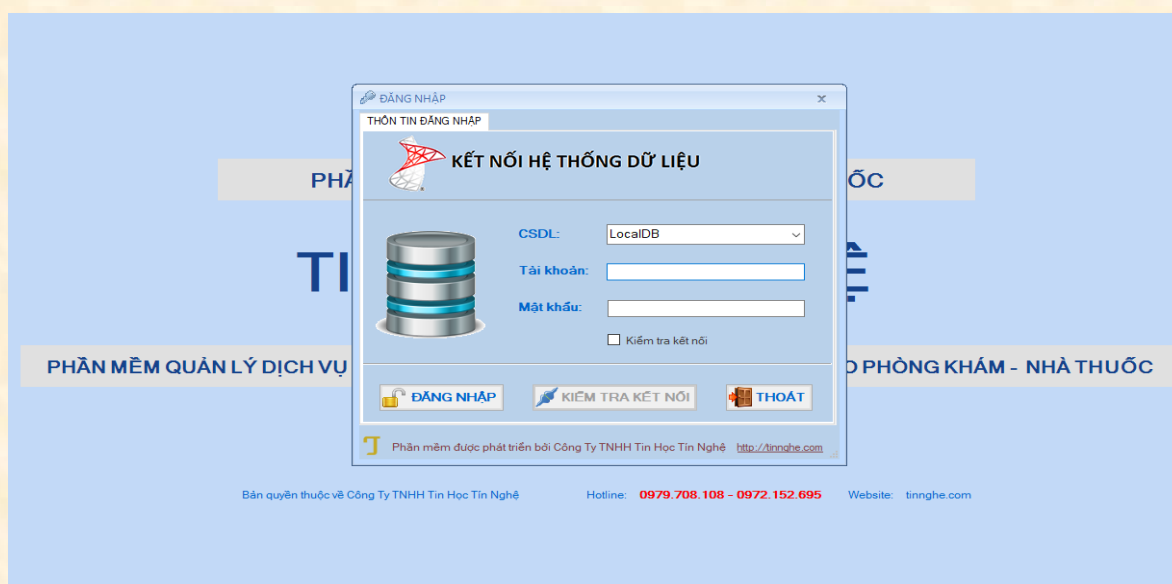 ĐĂNG NHẬP
THÔN TIN ĐĂNG NHẬP
KẾT NỐI HỆ THỐNG DỮ LIỆU
CSDL: LocalDB
Tài khoản:
Mật khẩu:
Kiểm tra kết nối
PHẦN MỀM QUẢN LÝ DỊCH VỤ PHÒNG KHÁM - NHÀ THUỐC
ĐĂNG NHẬP KIỂM TRA KẾT NỐI THOÁT
Phần mềm được phát triển bởi Công Ty TNHH Tin Học Tín Nghệ http://tinnghe.com
Bản quyền thuộc về Công Ty TNHH Tin Học Tín Nghệ Hotline: 0979.708.108 - 0972.152.695 Website: tinnghe.com